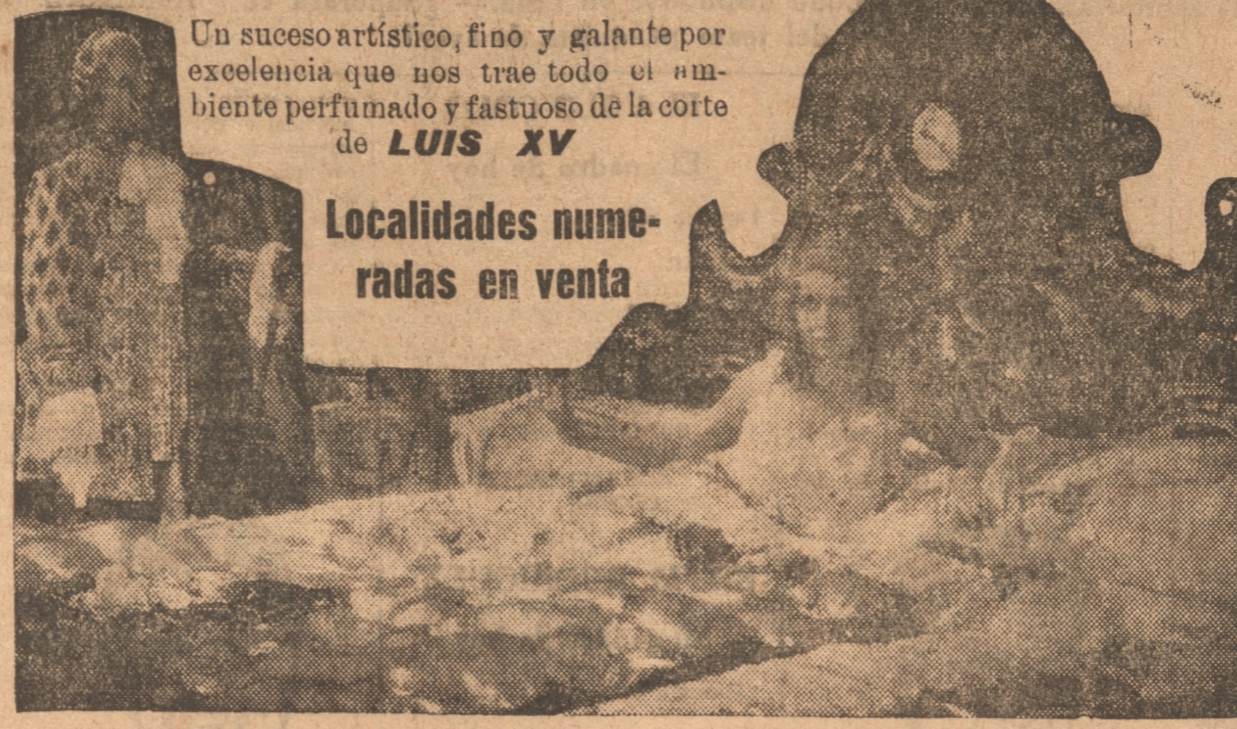 Un suceso artístico, fino y galante por
excelencia que nos trae todo el am-
biente perfumado y fastuoso de la corte
de LUIS XV
Localidades nume-
radas en venta